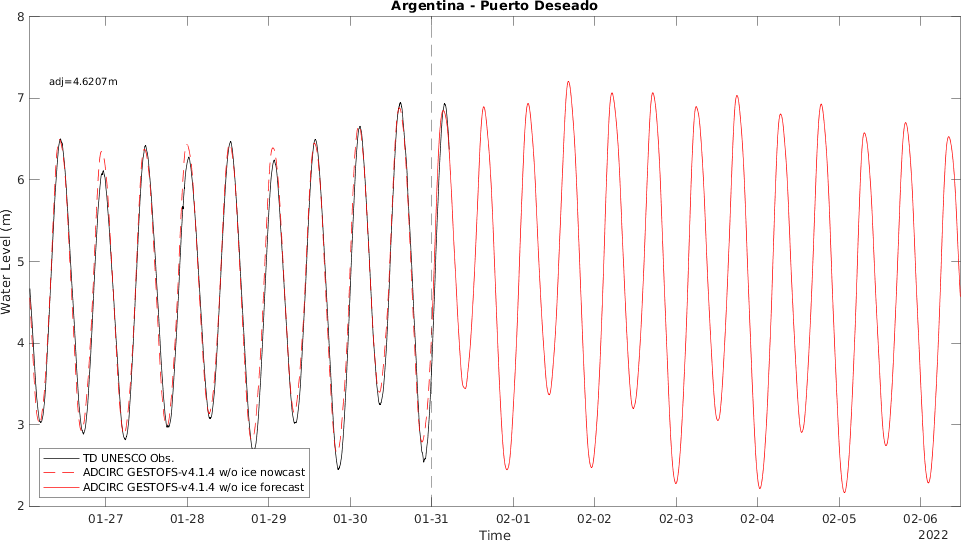 Argentina - Puerto Deseado
8
7
6
5
4
3
2
Water Level (m)
adj=4.6207m
TD UNESCO Obs.
ADCIRC GESTOFS-v4.1.4 w/o ice nowcast
ADCIRC GESTOFS-v4.1.4 w/o ice forecast
01-27 01-28 01-29 01-30 01-31 02-01 02-02 02-03 02-04 02-05 02-06
Time
2022